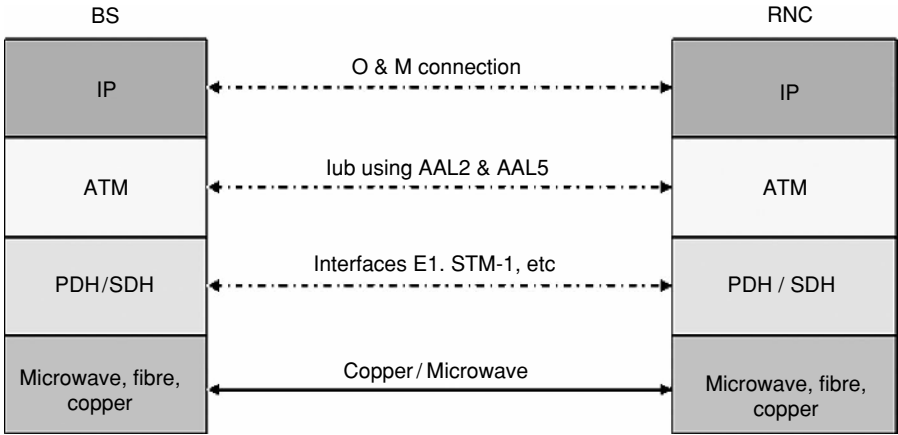 BS
RNC
IP
O & M connection
IP
ATM
Iub using AAL2 & AAL5
ATM
PDH/SDH
Interfaces E1. STM-1, etc
PDH / SDH
Microwave, fibre,
copper
Copper / Microwave
Microwave, fibre,
copper